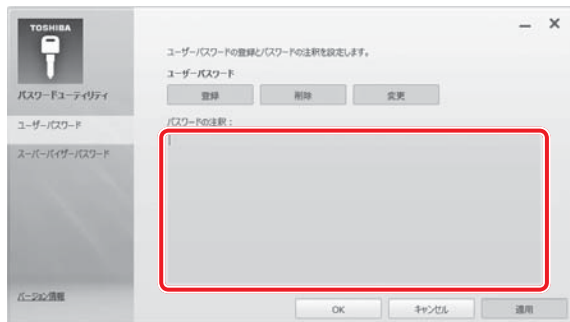 TOSHIBA
パスワードユーティリティ
ユーザーパスワード
スーパーバイザーパスワード
バージョン情報
ユーザーパスワードの登録とパスワードの注釈を設定します。
ユーザーパスワード
登録 削除 変更
パスワードの注釈：
OK キャンセル 適用